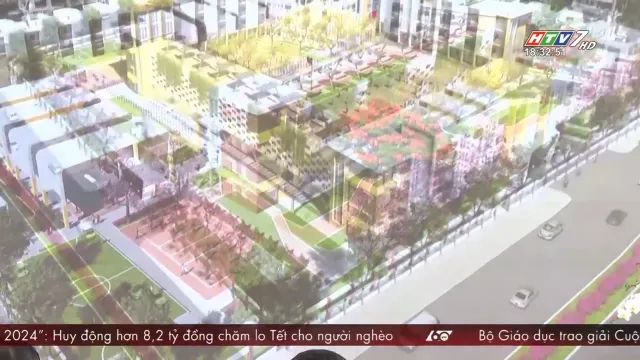 HTV7 HD
18:32:5
2024": Huy động hơn 8,2 tỷ đồng chăm lo Tết cho người nghèo 60 Bộ Giáo dục trao giải Cuộ